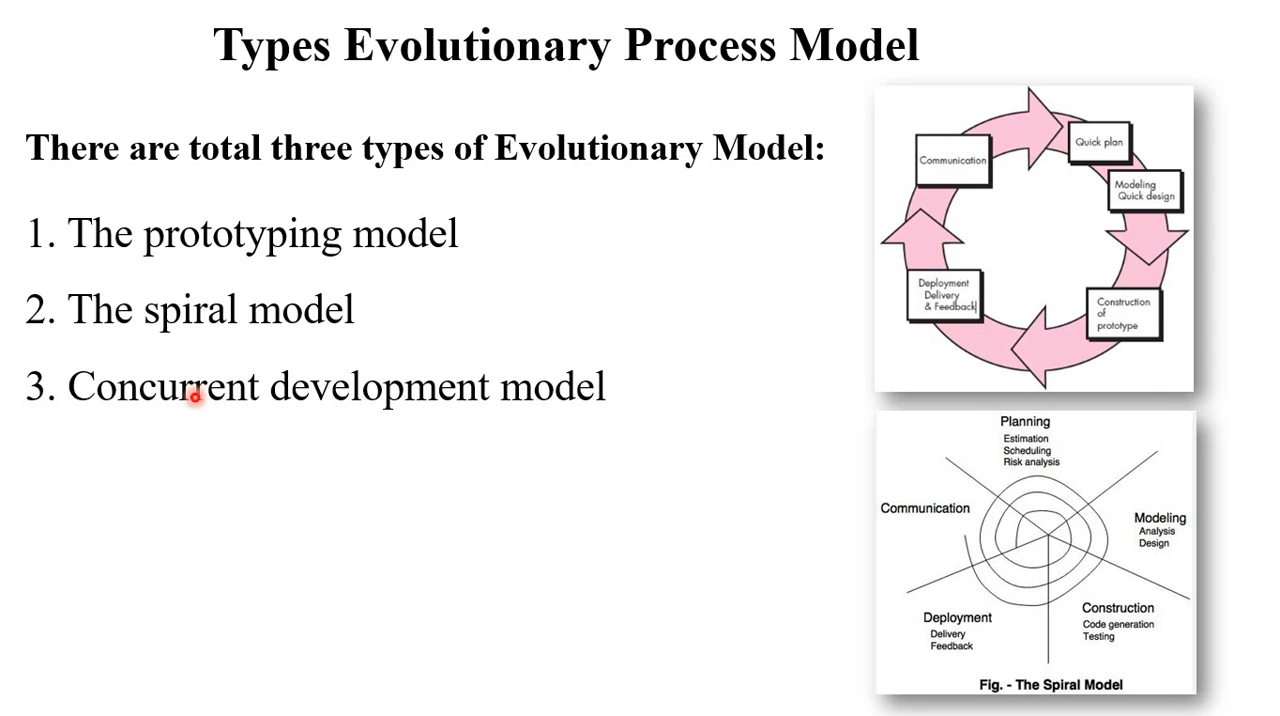 Types Evolutionary Process Model
There are total three types of Evolutionary Model:
1. The prototyping model
2. The spiral model
3. Concurrent development model
Communication
Quick plan
Modeling
Quick design
Construction
of
prototype
Deployment
Delivery
& Feedback
Planning
Estimation
Scheduling
Risk analysis
Communication
Modeling
Analysis
Design
Construction
Code generation
Testing
Deployment
Delivery
Feedback
Fig. - The Spiral Model